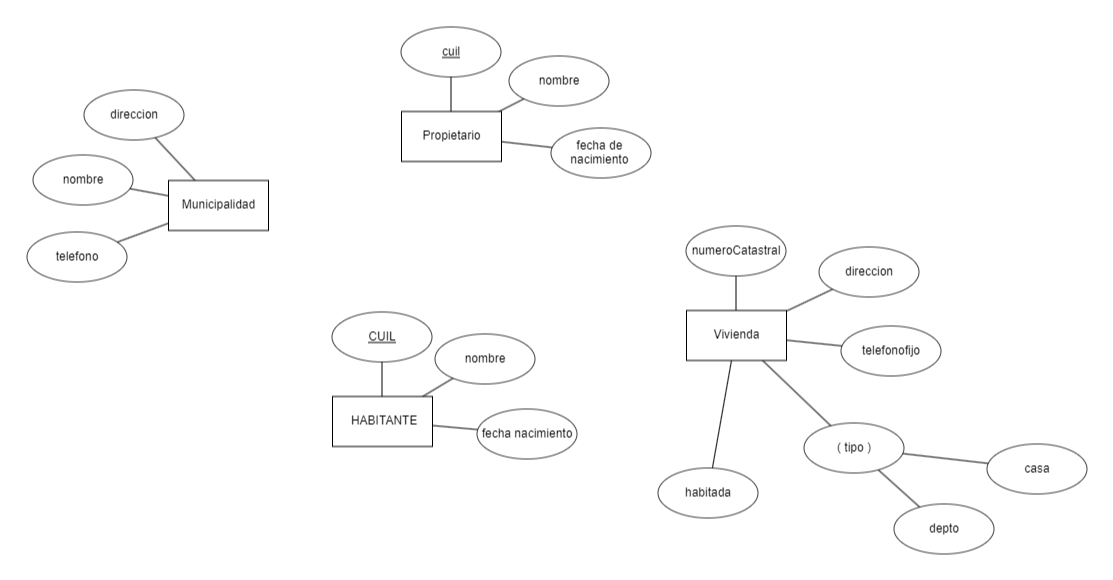 cuil
nombre
Propietario
fecha de
nacimiento
direccion
nombre
Municipalidad
telefono
numeroCatastral
direccion
Vivienda
telefonofijo
( tipo )
casa
habitada
depto
CUIL
nombre
HABITANTE
fecha nacimiento